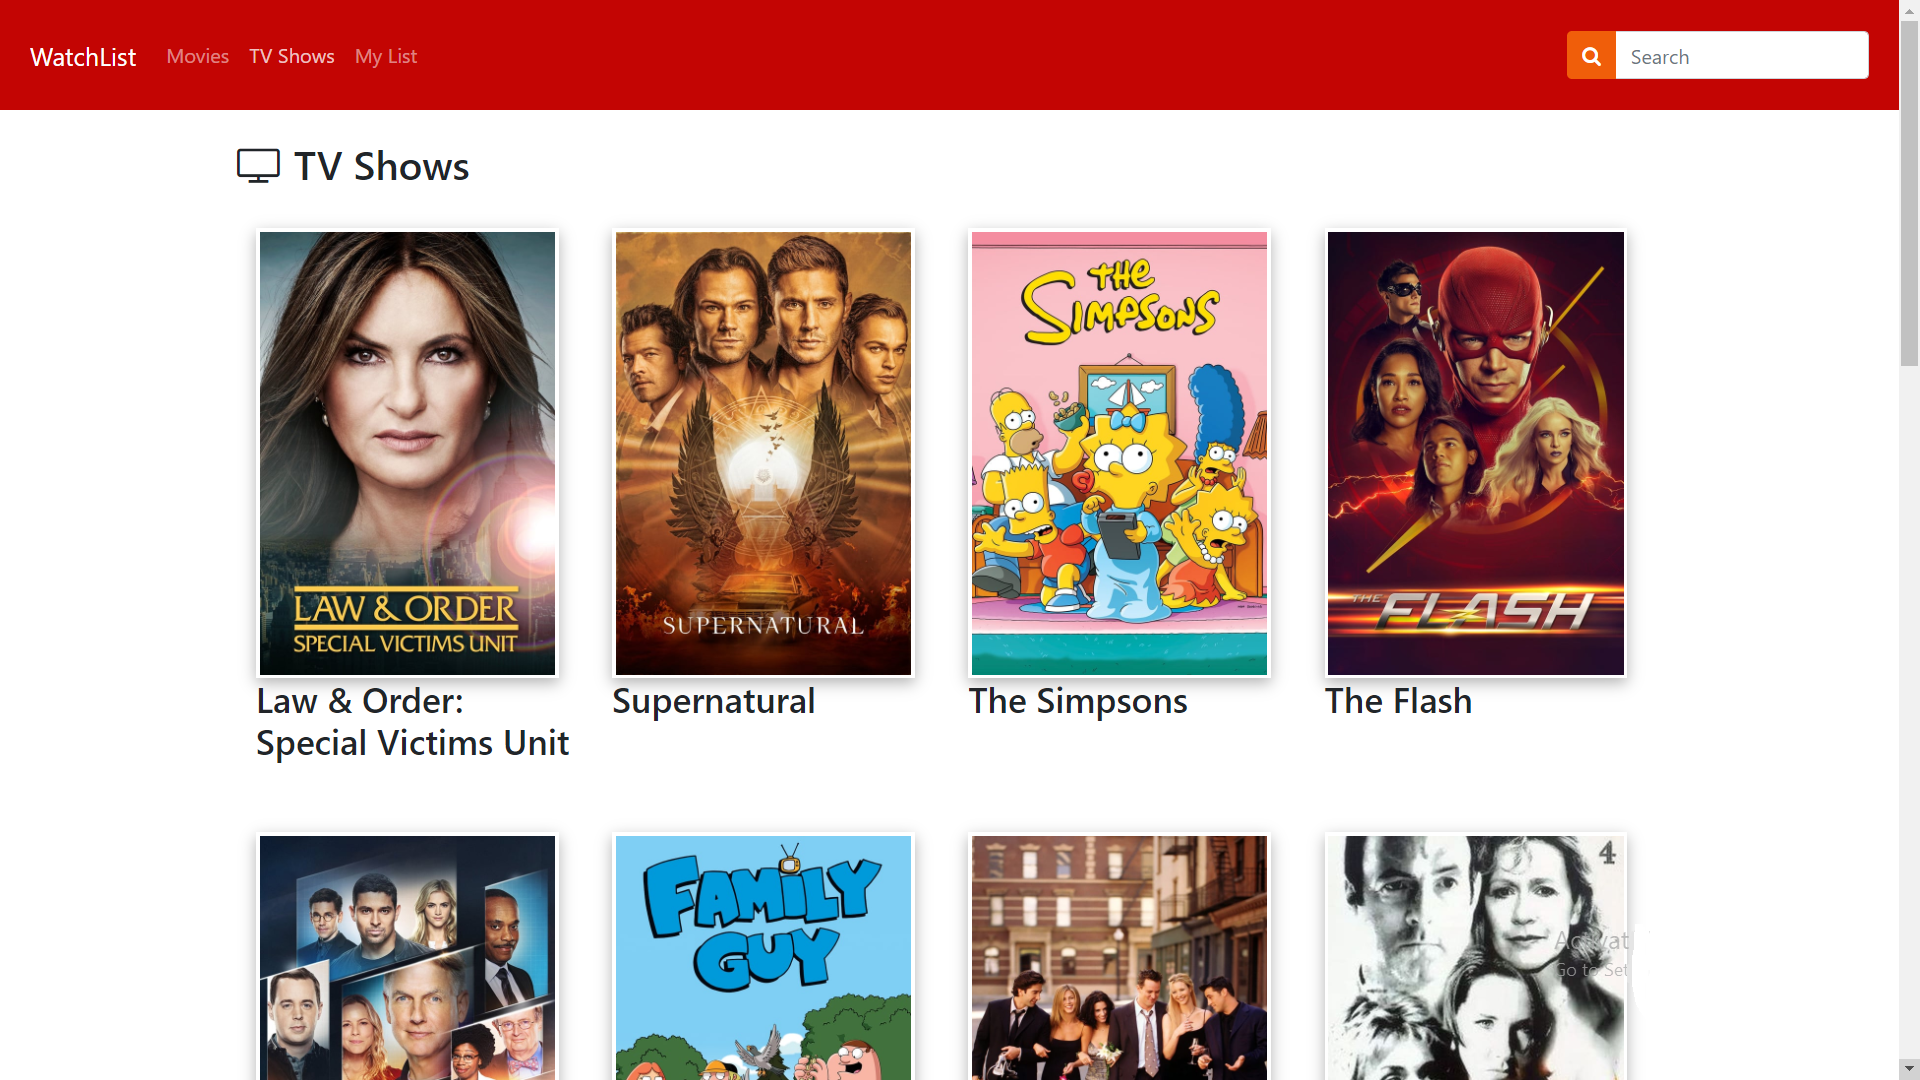 WatchList
Movies
TV Shows
My List
Search
TV Shows
LAW & ORDER
SPECIAL VICTIMS UNIT
SUPERNATURAL
THE
SIMPSONS
THE
FLASH
Law & Order:
Special Victims Unit
Supernatural
The Simpsons
The Flash
FAMILY
GUY
4
Activat
Go to Set